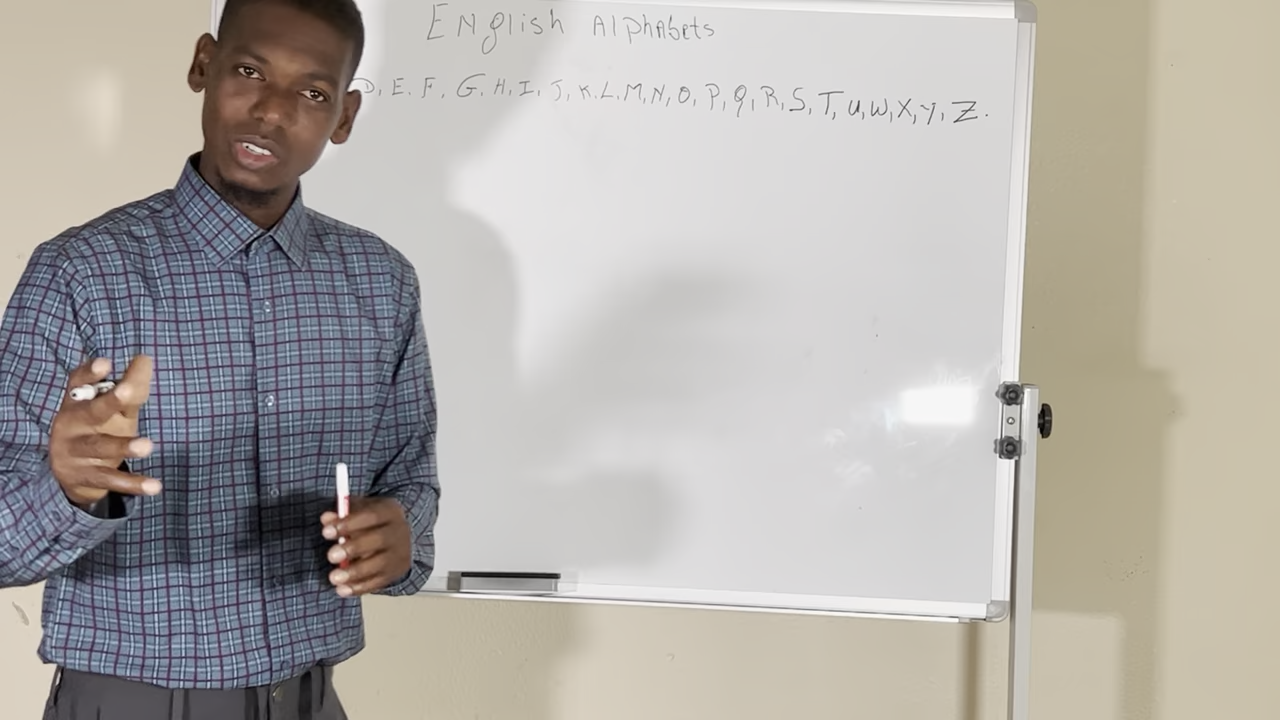 English Alphabets
D, E. F, G, H, I, J, K, L, M, N, O, P, Q, R, S, T, U, W, X, Y, Z.